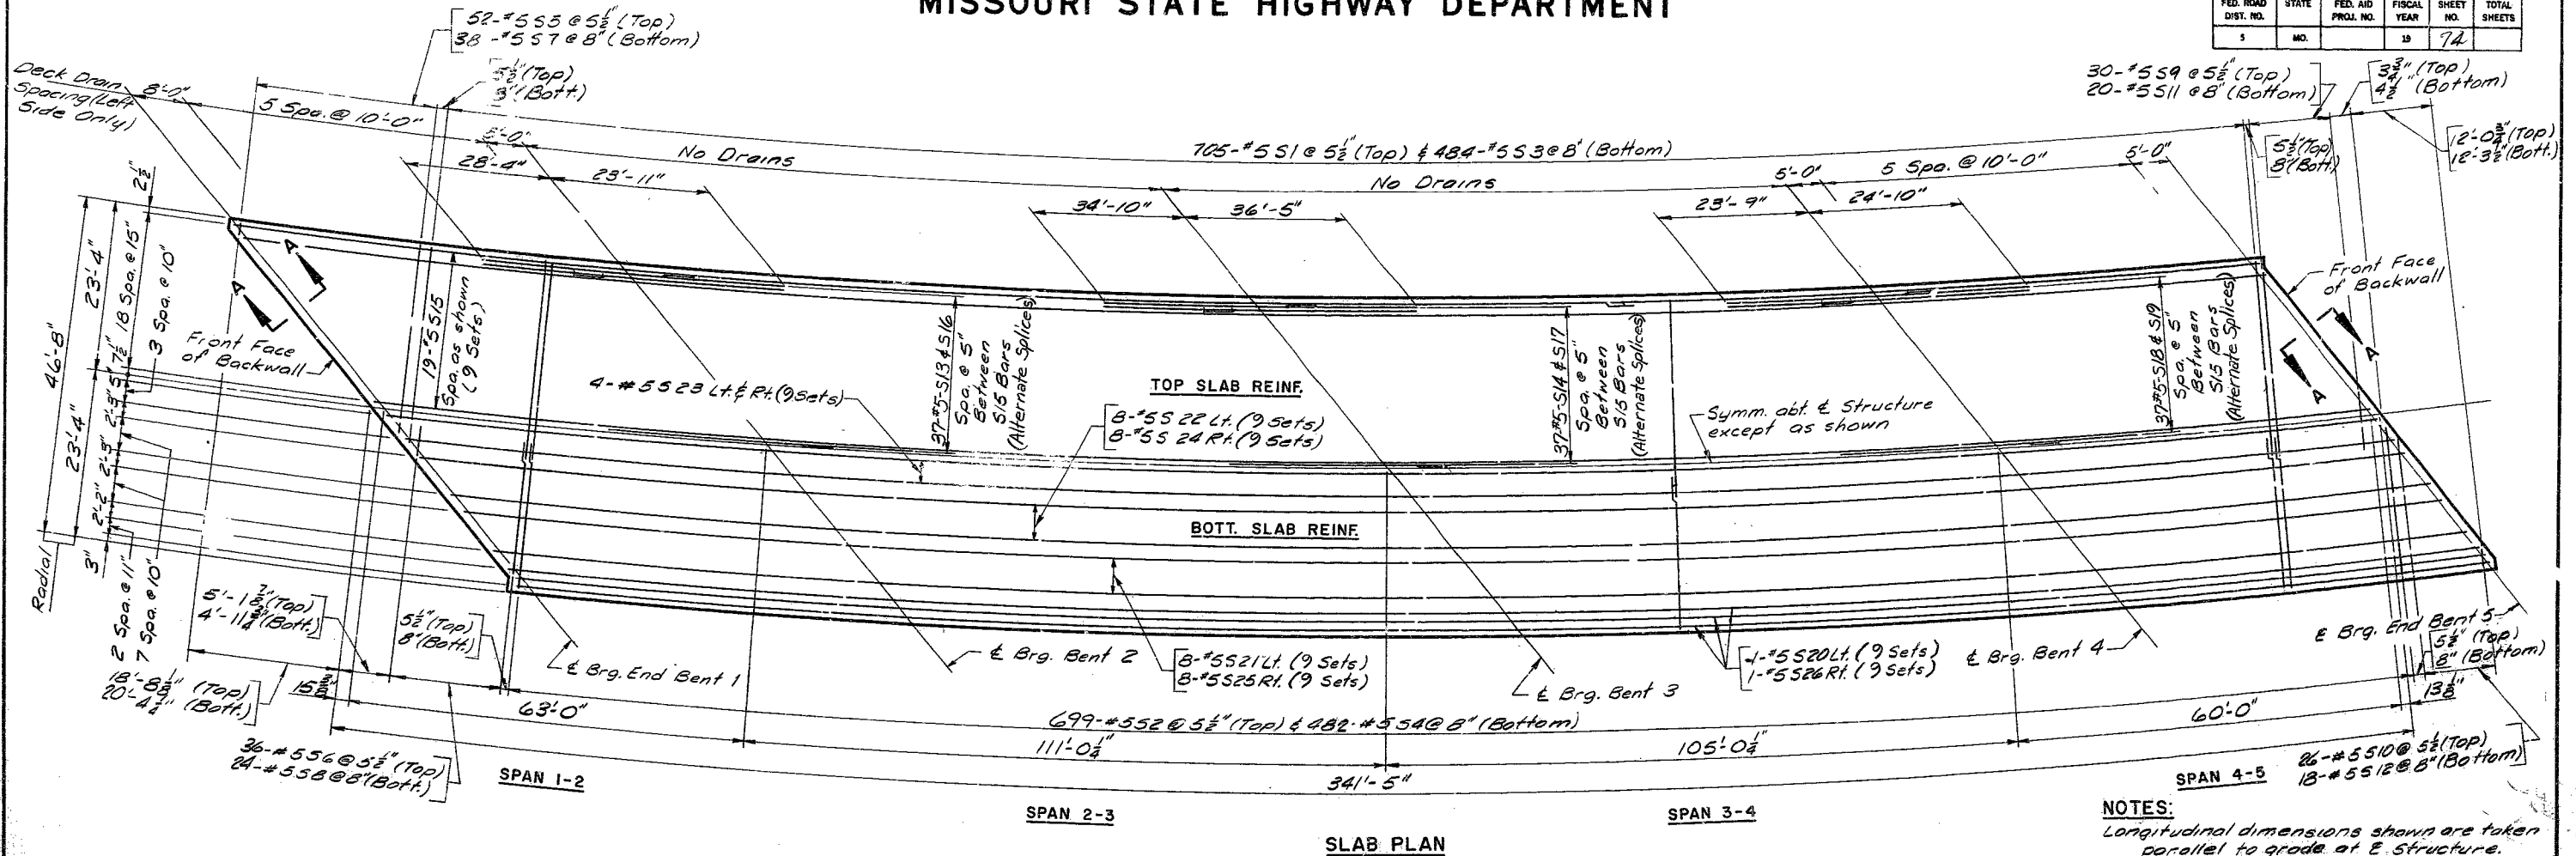 MISSOURI STATE HIGHWAY DEPARTMENT
FED. ROAD DIST. NO.
STATE
FED. AID PROJ. NO.
FISCAL YEAR
SHEET NO.
TOTAL SHEETS
5
MO.
19
74
52-#5S5 @ 5½" (Top)
38-#5S7 @ 8" (Bottom)
5½" (Top)
(Bott.)
Deck Drain
Spacing (Left
Side Only)
8'-0"
5 Spa. @ 10'-0"
5'-0"
No Drains
28'-4"
23'-11"
705-#5S1 @ 5½" (Top) & 484-#5S3 @ 8" (Bottom)
No Drains
34'-10"
36'-5"
5'-0"
5 Spa. @ 10'-0"
5'-0"
23'-9"
24'-10"
30-#5S9 @ 5½" (Top)
20-#5S11 @ 8" (Bottom)
3¾" (Top)
4½" (Bottom)
5½" (Top)
8" (Bott.)
12'-0¾" (Top)
12'-3½" (Bott.)
2½"
18 Spa. @ 15"
7½"
3 Spa. @ 10"
5"
2'-3"
2'-3"
2'-2"
3"
23'-4"
23'-4"
46'-8"
Radial
2 Spa. @ 11"
7 Spa. @ 10"
A
A
Front Face
of Backwall
19-#5S15
Spa. as shown
(9 Sets)
4-#5S23 Lt. & Rt. (9 Sets)
37-#5-S13 & S16
Spa. @ 5"
Between
S15 Bars
(Alternate Splices)
TOP SLAB REINF.
8-#5S22 Lt. (9 Sets)
8-#5S24 Rt. (9 Sets)
37-#5-S14 & S17
Spa. @ 5"
Between
S15 Bars
(Alternate Splices)
Symm. abt. ℄ Structure
except as shown
37-#5-S18 & S19
Spa. @ 5"
Between
S15 Bars
(Alternate Splices)
Front Face
of Backwall
A
A
BOTT. SLAB REINF.
5'-1⅞" (Top)
4'-11¾" (Bott.)
5½" (Top)
8" (Bott.)
18'-8⅛" (Top)
20'-4¼" (Bott.)
15⅜"
℄ Brg. End Bent 1
℄ Brg. Bent 2
8-#5S21 Lt. (9 Sets)
8-#5S25 Rt. (9 Sets)
℄ Brg. Bent 3
1-#5S20 Lt. (9 Sets)
1-#5S26 Rt. (9 Sets)
℄ Brg. Bent 4
℄ Brg. End Bent 5
5½" (Top)
8" (Bottom)
13⅛"
63'-0"
699-#5S2 @ 5½" (Top) & 482-#5S4 @ 8" (Bottom)
60'-0"
111'-0¼"
105'-0¼"
36-#5S6 @ 5½" (Top)
24-#5S8 @ 8" (Bott.)
26-#5S10 @ 5½" (Top)
18-#5S12 @ 8" (Bottom)
341'-5"
SPAN 1-2
SPAN 2-3
SPAN 3-4
SPAN 4-5
SLAB PLAN
NOTES:
Longitudinal dimensions shown are taken
parallel to grade at ℄ Structure.